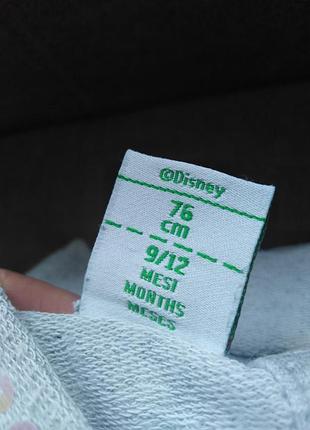 ©Disney
76
cm
9/12
MESI
MONTHS
MESES